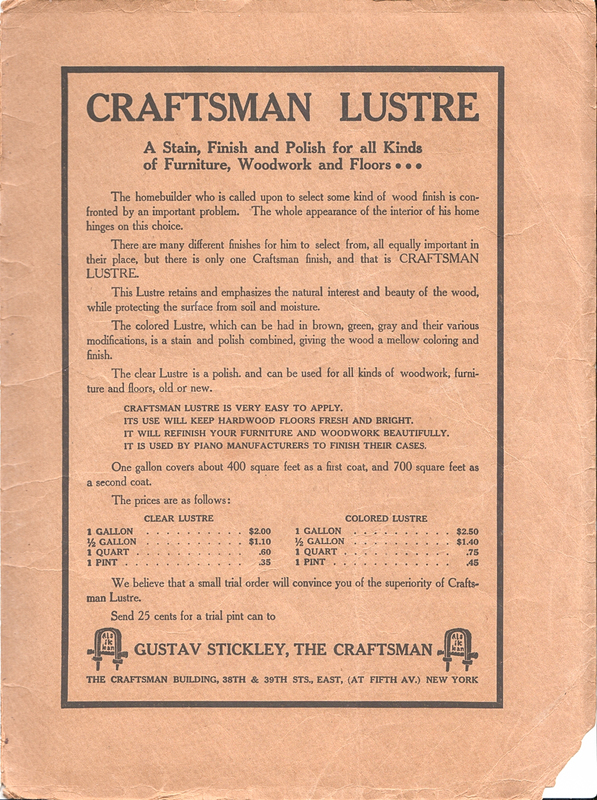 CRAFTSMAN LUSTRE
A Stain, Finish and Polish for all Kinds
of Furniture, Woodwork and Floors •••
The homebuilder who is called upon to select some kind of wood finish is con-
fronted by an important problem. The whole appearance of the interior of his home
hinges on this choice.
There are many different finishes for him to select from, all equally important in
their place, but there is only one Craftsman finish, and that is CRAFTSMAN
LUSTRE.
This Lustre retains and emphasizes the natural interest and beauty of the wood,
while protecting the surface from soil and moisture.
The colored Lustre, which can be had in brown, green, gray and their various
modifications, is a stain and polish combined, giving the wood a mellow coloring and
finish.
The clear Lustre is a polish. and can be used for all kinds of woodwork, furni-
ture and floors, old or new.
CRAFTSMAN LUSTRE IS VERY EASY TO APPLY.
ITS USE WILL KEEP HARDWOOD FLOORS FRESH AND BRIGHT.
IT WILL REFINISH YOUR FURNITURE AND WOODWORK BEAUTIFULLY.
IT IS USED BY PIANO MANUFACTURERS TO FINISH THEIR CASES.
One gallon covers about 400 square feet as a first coat, and 700 square feet as
a second coat.
The prices are as follows:
CLEAR LUSTRE
1 GALLON . . . . . . . . . . $2.00
½ GALLON . . . . . . . . . . $1.10
1 QUART . . . . . . . . . . .60
1 PINT . . . . . . . . . . . .35
COLORED LUSTRE
1 GALLON . . . . . . . . . . $2.50
½ GALLON . . . . . . . . . . $1.40
1 QUART . . . . . . . . . . .75
1 PINT . . . . . . . . . . . .45
We believe that a small trial order will convince you of the superiority of Crafts-
man Lustre.
Send 25 cents for a trial pint can to
Als
ik
kan
GUSTAV STICKLEY, THE CRAFTSMAN
Als
ik
kan
THE CRAFTSMAN BUILDING, 38TH & 39TH STS., EAST, (AT FIFTH AV.) NEW YORK